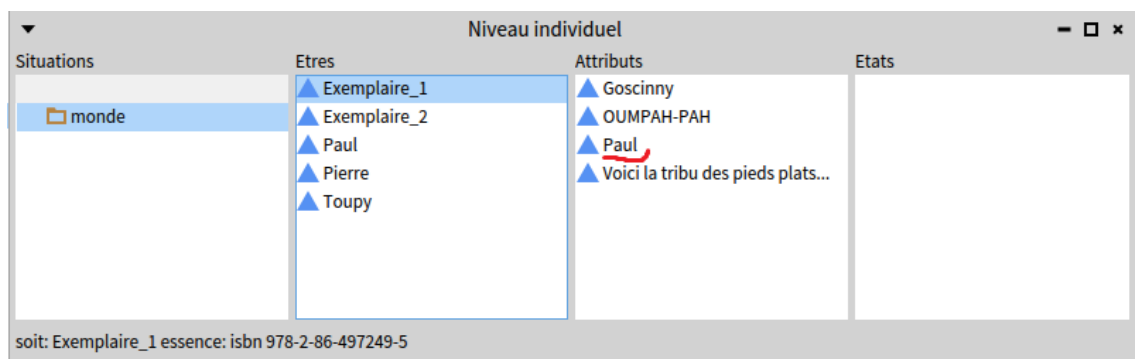 Niveau individuel
Situations Etres Attributs Etats
Exemplaire_1 Goscinny
monde Exemplaire_2 OUMPAH-PAH
Paul Paul
Pierre Voici la tribu des pieds plats...
Toupy
soit: Exemplaire_1 essence: isbn 978-2-86-497249-5